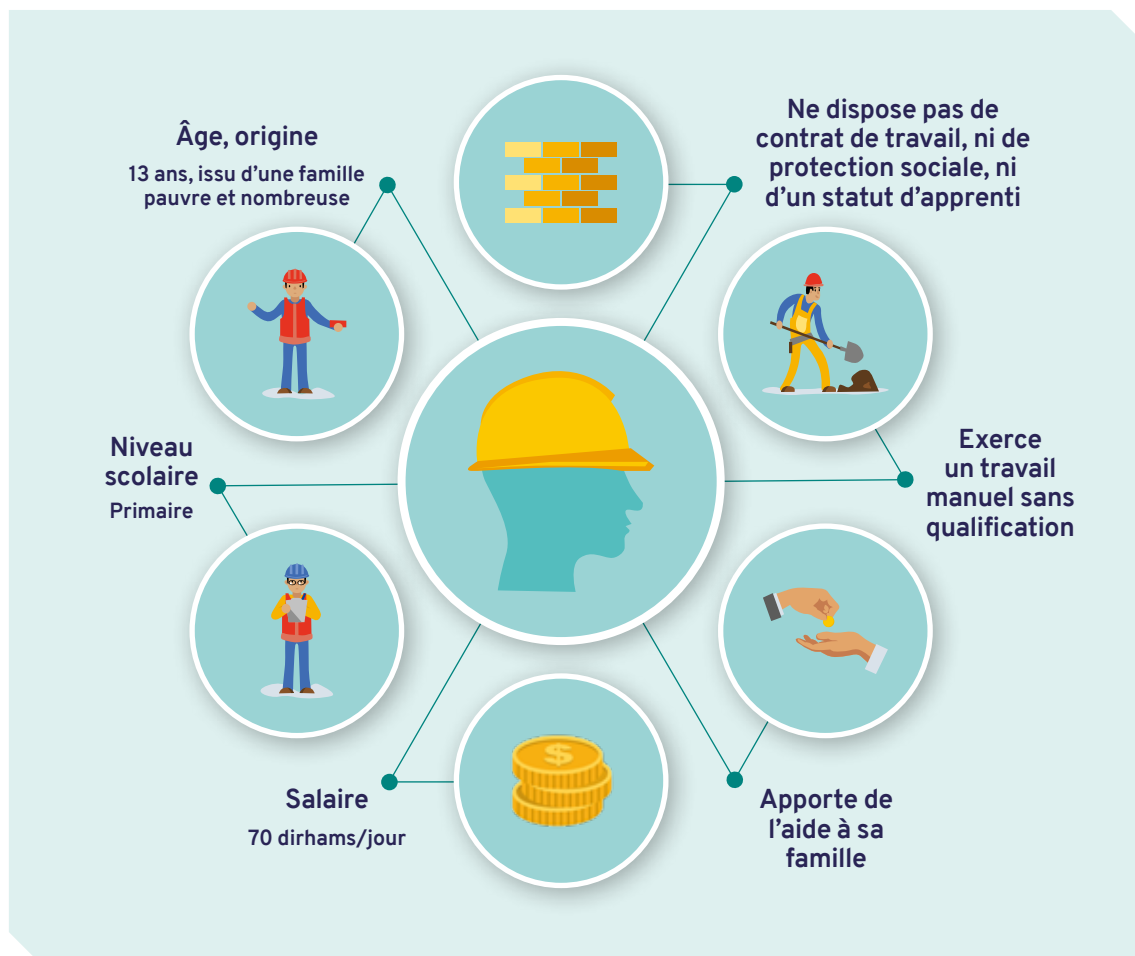 Âge, origine
13 ans, issu d'une famille
pauvre et nombreuse
Ne dispose pas de
contrat de travail, ni de
protection sociale, ni
d'un statut d'apprenti
Niveau
scolaire
Primaire
Exerce
un travail
manuel sans
qualification
Salaire
70 dirhams/jour
Apporte de
l'aide à sa
famille
$